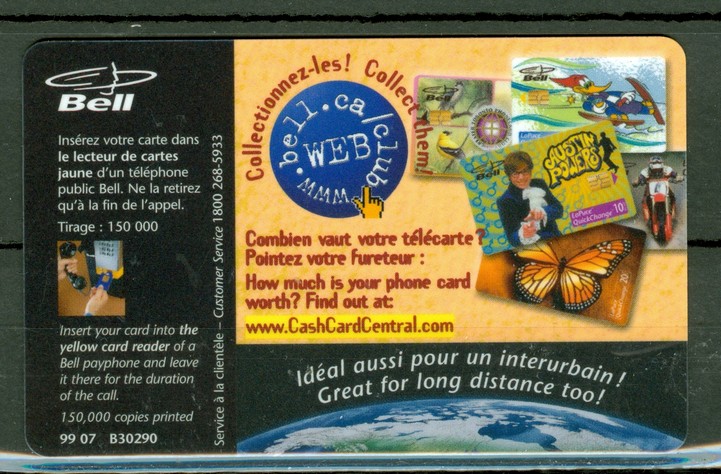 Bell
Insérez votre carte dans
le lecteur de cartes
jaune d'un téléphone
public Bell. Ne la retirez
qu'à la fin de l'appel.
Tirage : 150 000
Insert your card into the
yellow card reader of a
Bell payphone and leave
it there for the duration
of the call.
150,000 copies printed
99 07 B30290
Service à la clientèle – Customer Service 1 800 268-5933
Collectionnez-les! Collect them!
www.bell.ca/club
WEB
Bell
Bell
LaPuce
Bell
AUSTIN
POWERS
LaPuce
QuickChange 10
20
Combien vaut votre télécarte?
Pointez votre fureteur :
How much is your phone card
worth? Find out at:
www.CashCardCentral.com
Idéal aussi pour un interurbain!
Great for long distance too!